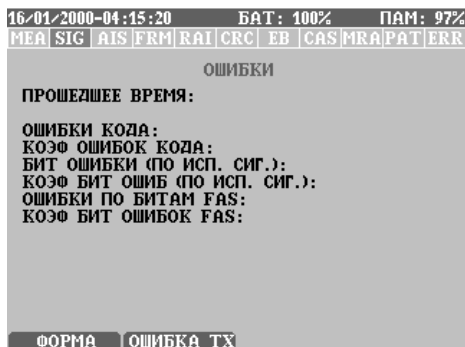 16/01/2000-04:15:20 БАТ: 100% ПАМ: 97%
MEA SIG AIS FRM RAI CRC EB CAS MRA PAT ERR
ОШИБКИ
ПРОШЕДШЕЕ ВРЕМЯ:
ОШИБКИ КОДА:
КОЭФ ОШИБОК КОДА:
БИТ ОШИБКИ (ПО ИСП. СИГ.):
КОЭФ БИТ ОШИБ (ПО ИСП. СИГ.):
ОШИБКИ ПО БИТАМ FAS:
КОЭФ БИТ ОШИБОК FAS:
ФОРМА ОШИБКА TX